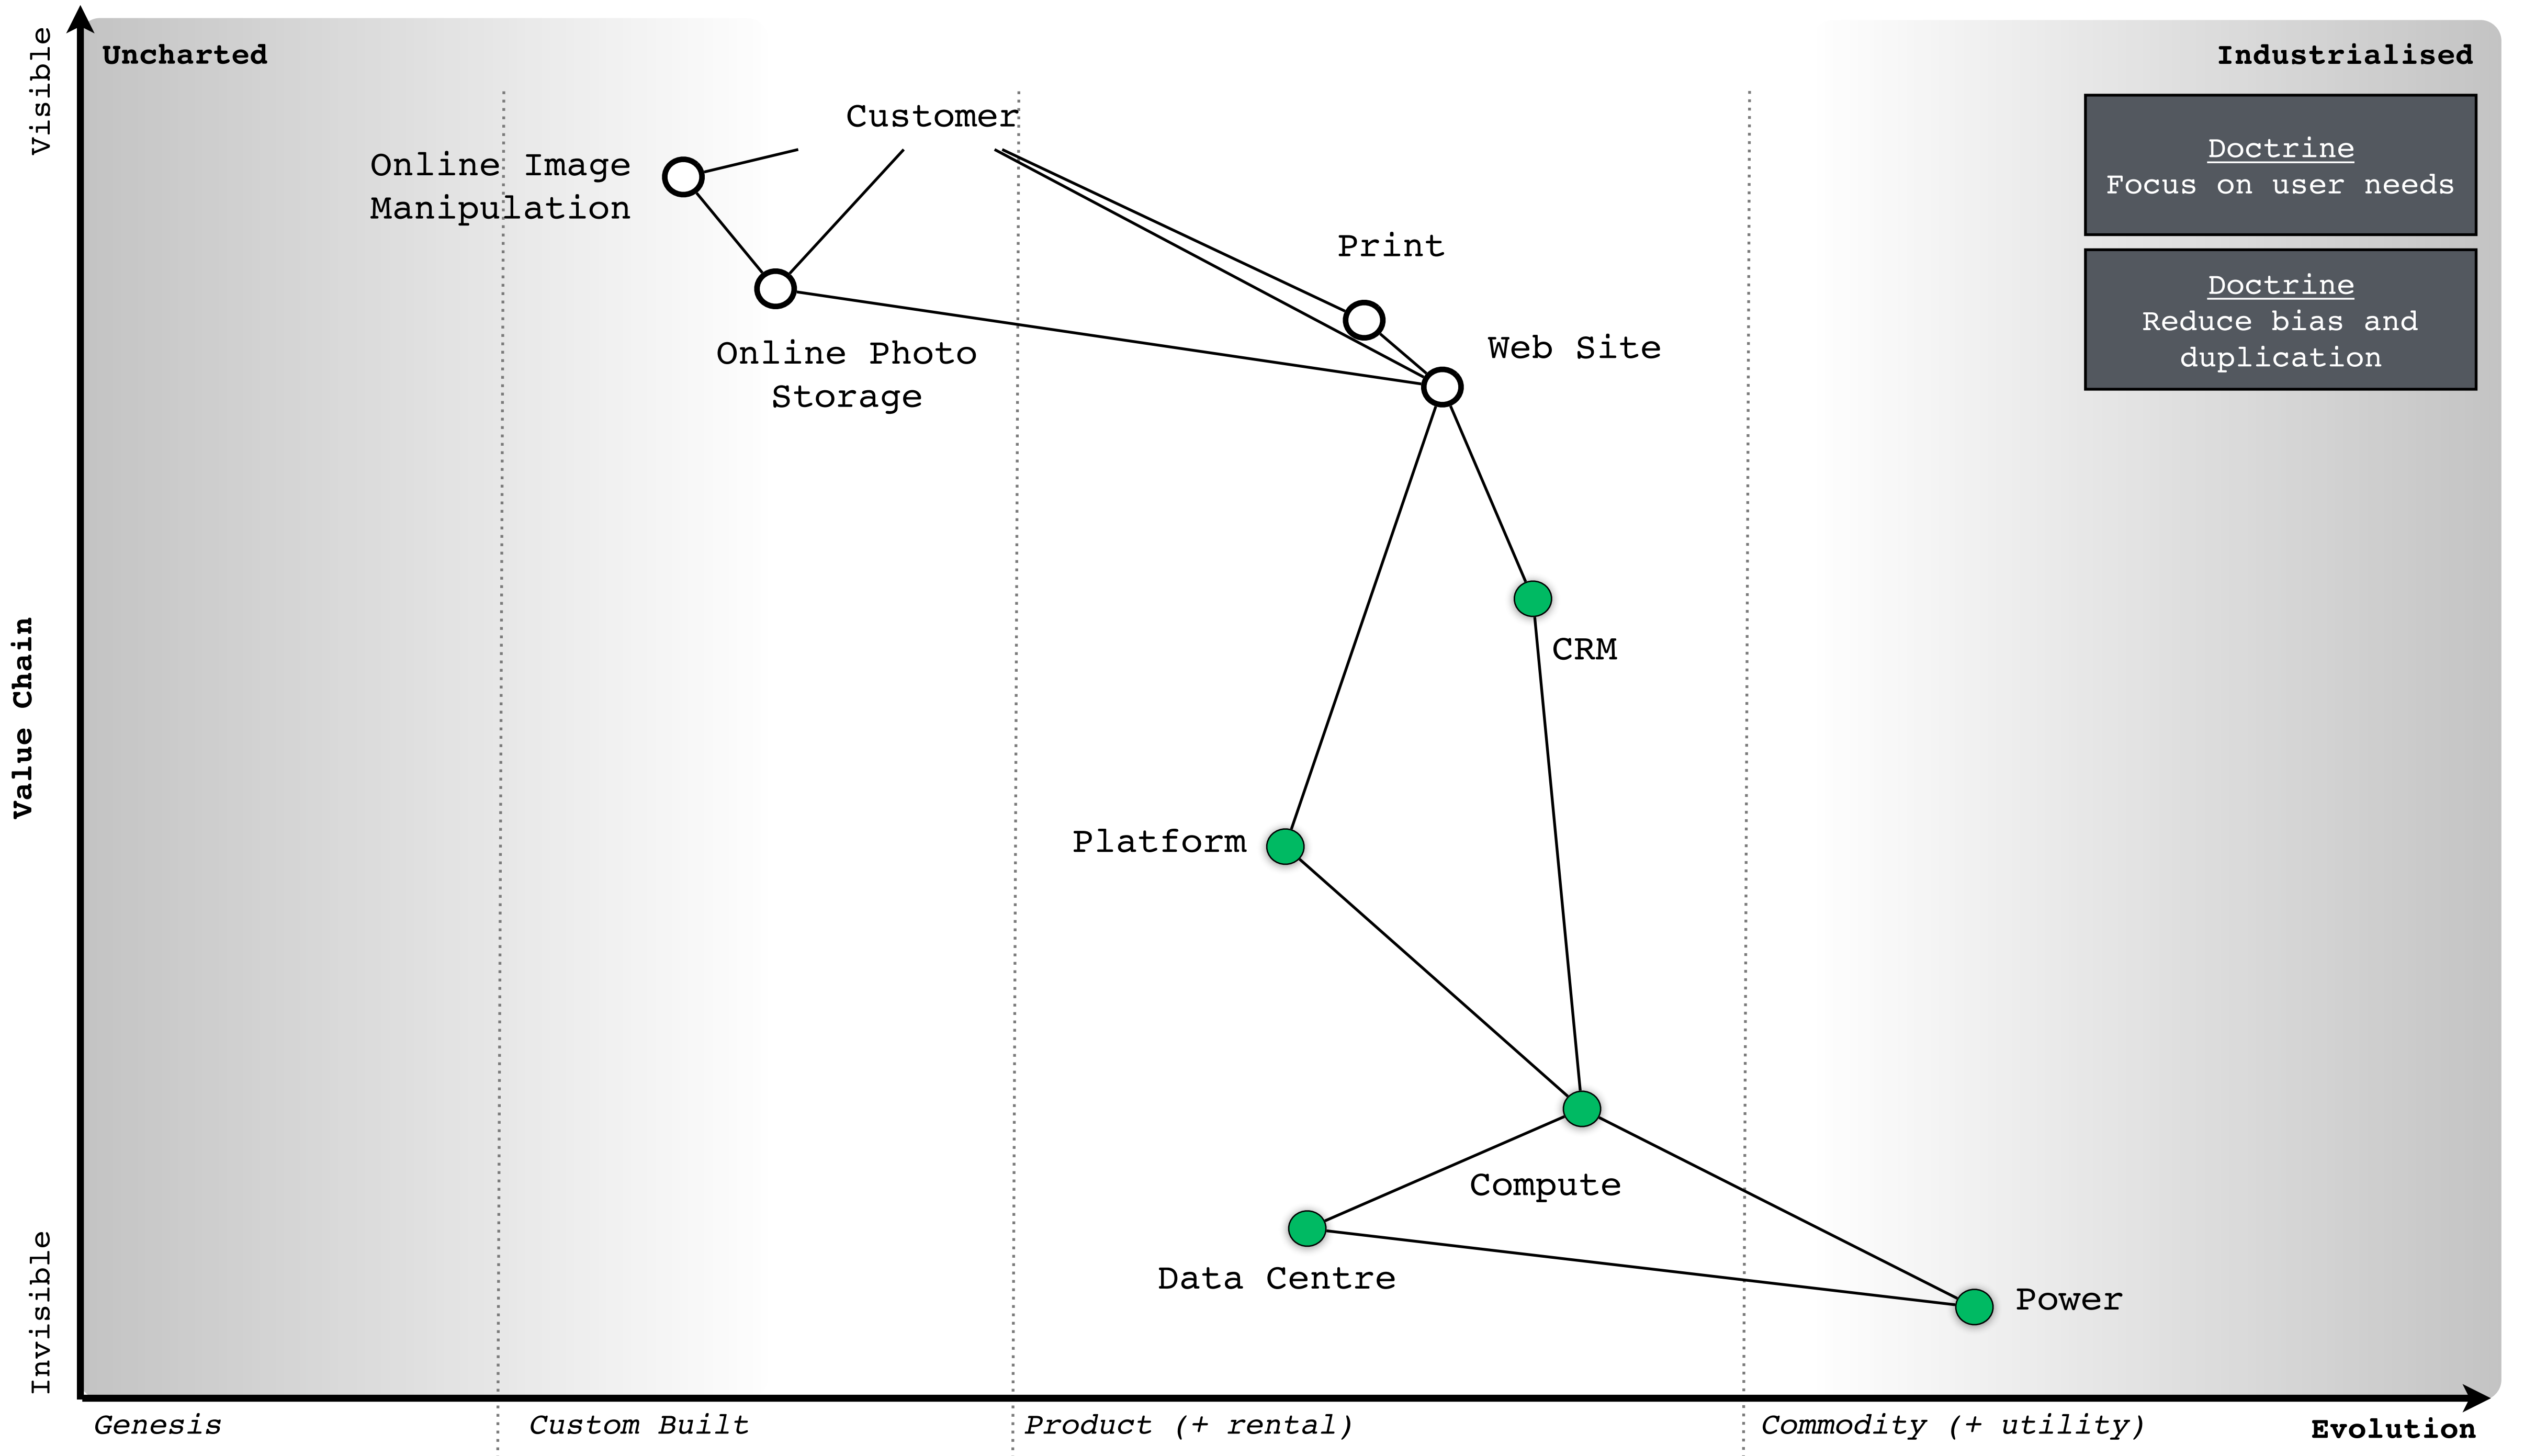 Visible
Uncharted
Industrialised
Customer
Online Image
Manipulation
Doctrine
Focus on user needs
Print
Doctrine
Reduce bias and
duplication
Web Site
Online Photo
Storage
Value Chain
CRM
Platform
Compute
Data Centre
Power
Invisible
Genesis
Custom Built
Product (+ rental)
Commodity (+ utility)
Evolution